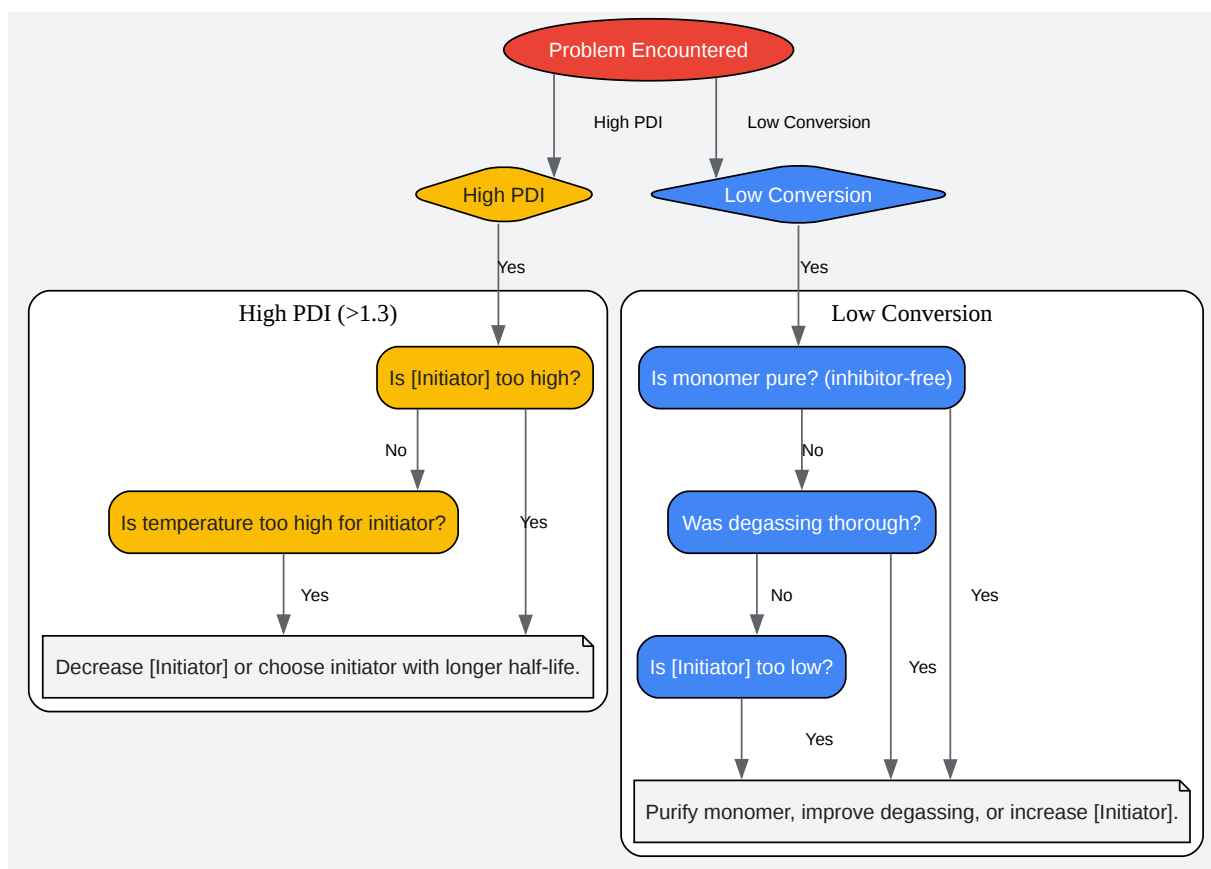 Problem Encountered
High PDI
Low Conversion
High PDI
Low Conversion
Yes
Yes
High PDI (>1.3)
Low Conversion
Is [Initiator] too high?
Is monomer pure? (inhibitor-free)
No
No
Is temperature too high for initiator?
Yes
Was degassing thorough?
Yes
No
Yes
Decrease [Initiator] or choose initiator with longer half-life.
Is [Initiator] too low?
Yes
Yes
Purify monomer, improve degassing, or increase [Initiator].